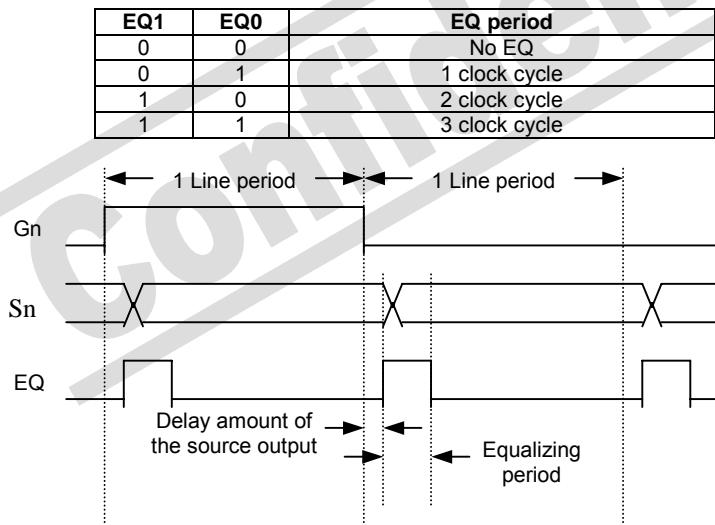 EQ1 EQ0 EQ period
0 0 No EQ
0 1 1 clock cycle
1 0 2 clock cycle
1 1 3 clock cycle
1 Line period 1 Line period
Gn
Sn
EQ
Delay amount of
the source output
Equalizing
period
Confiden